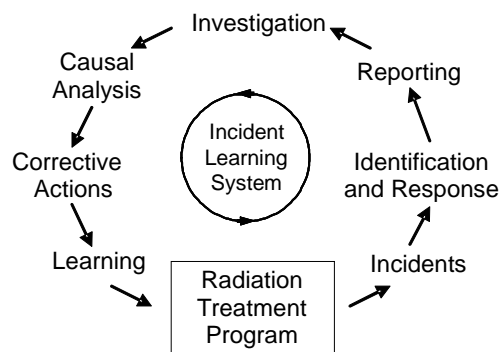 Investigation
Causal
Analysis
Reporting
Incident
Learning
System
Corrective
Actions
Identification
and Response
Learning
Incidents
Radiation
Treatment
Program